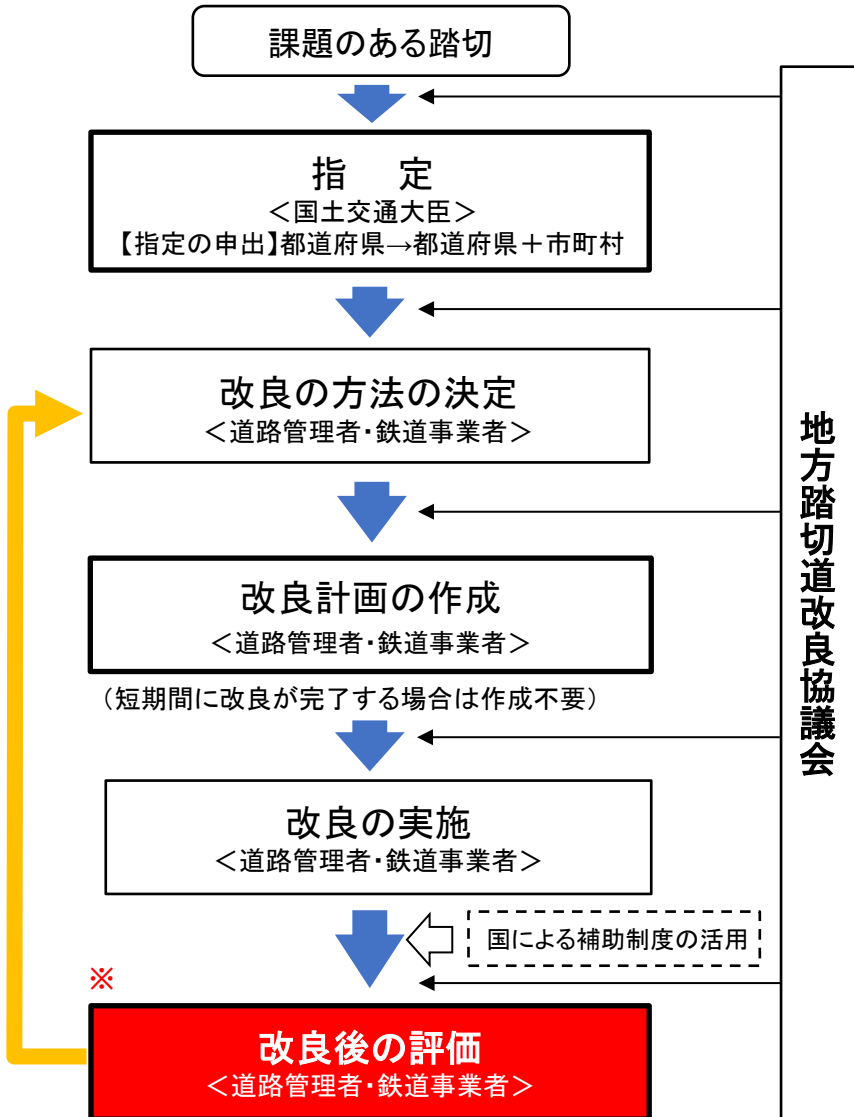 課題のある踏切
指　定
＜国土交通大臣＞
【指定の申出】都道府県→都道府県＋市町村
改良の方法の決定
＜道路管理者・鉄道事業者＞
改良計画の作成
＜道路管理者・鉄道事業者＞
（短期間に改良が完了する場合は作成不要）
改良の実施
＜道路管理者・鉄道事業者＞
国による補助制度の活用
※
改良後の評価
＜道路管理者・鉄道事業者＞
地方踏切道改良協議会